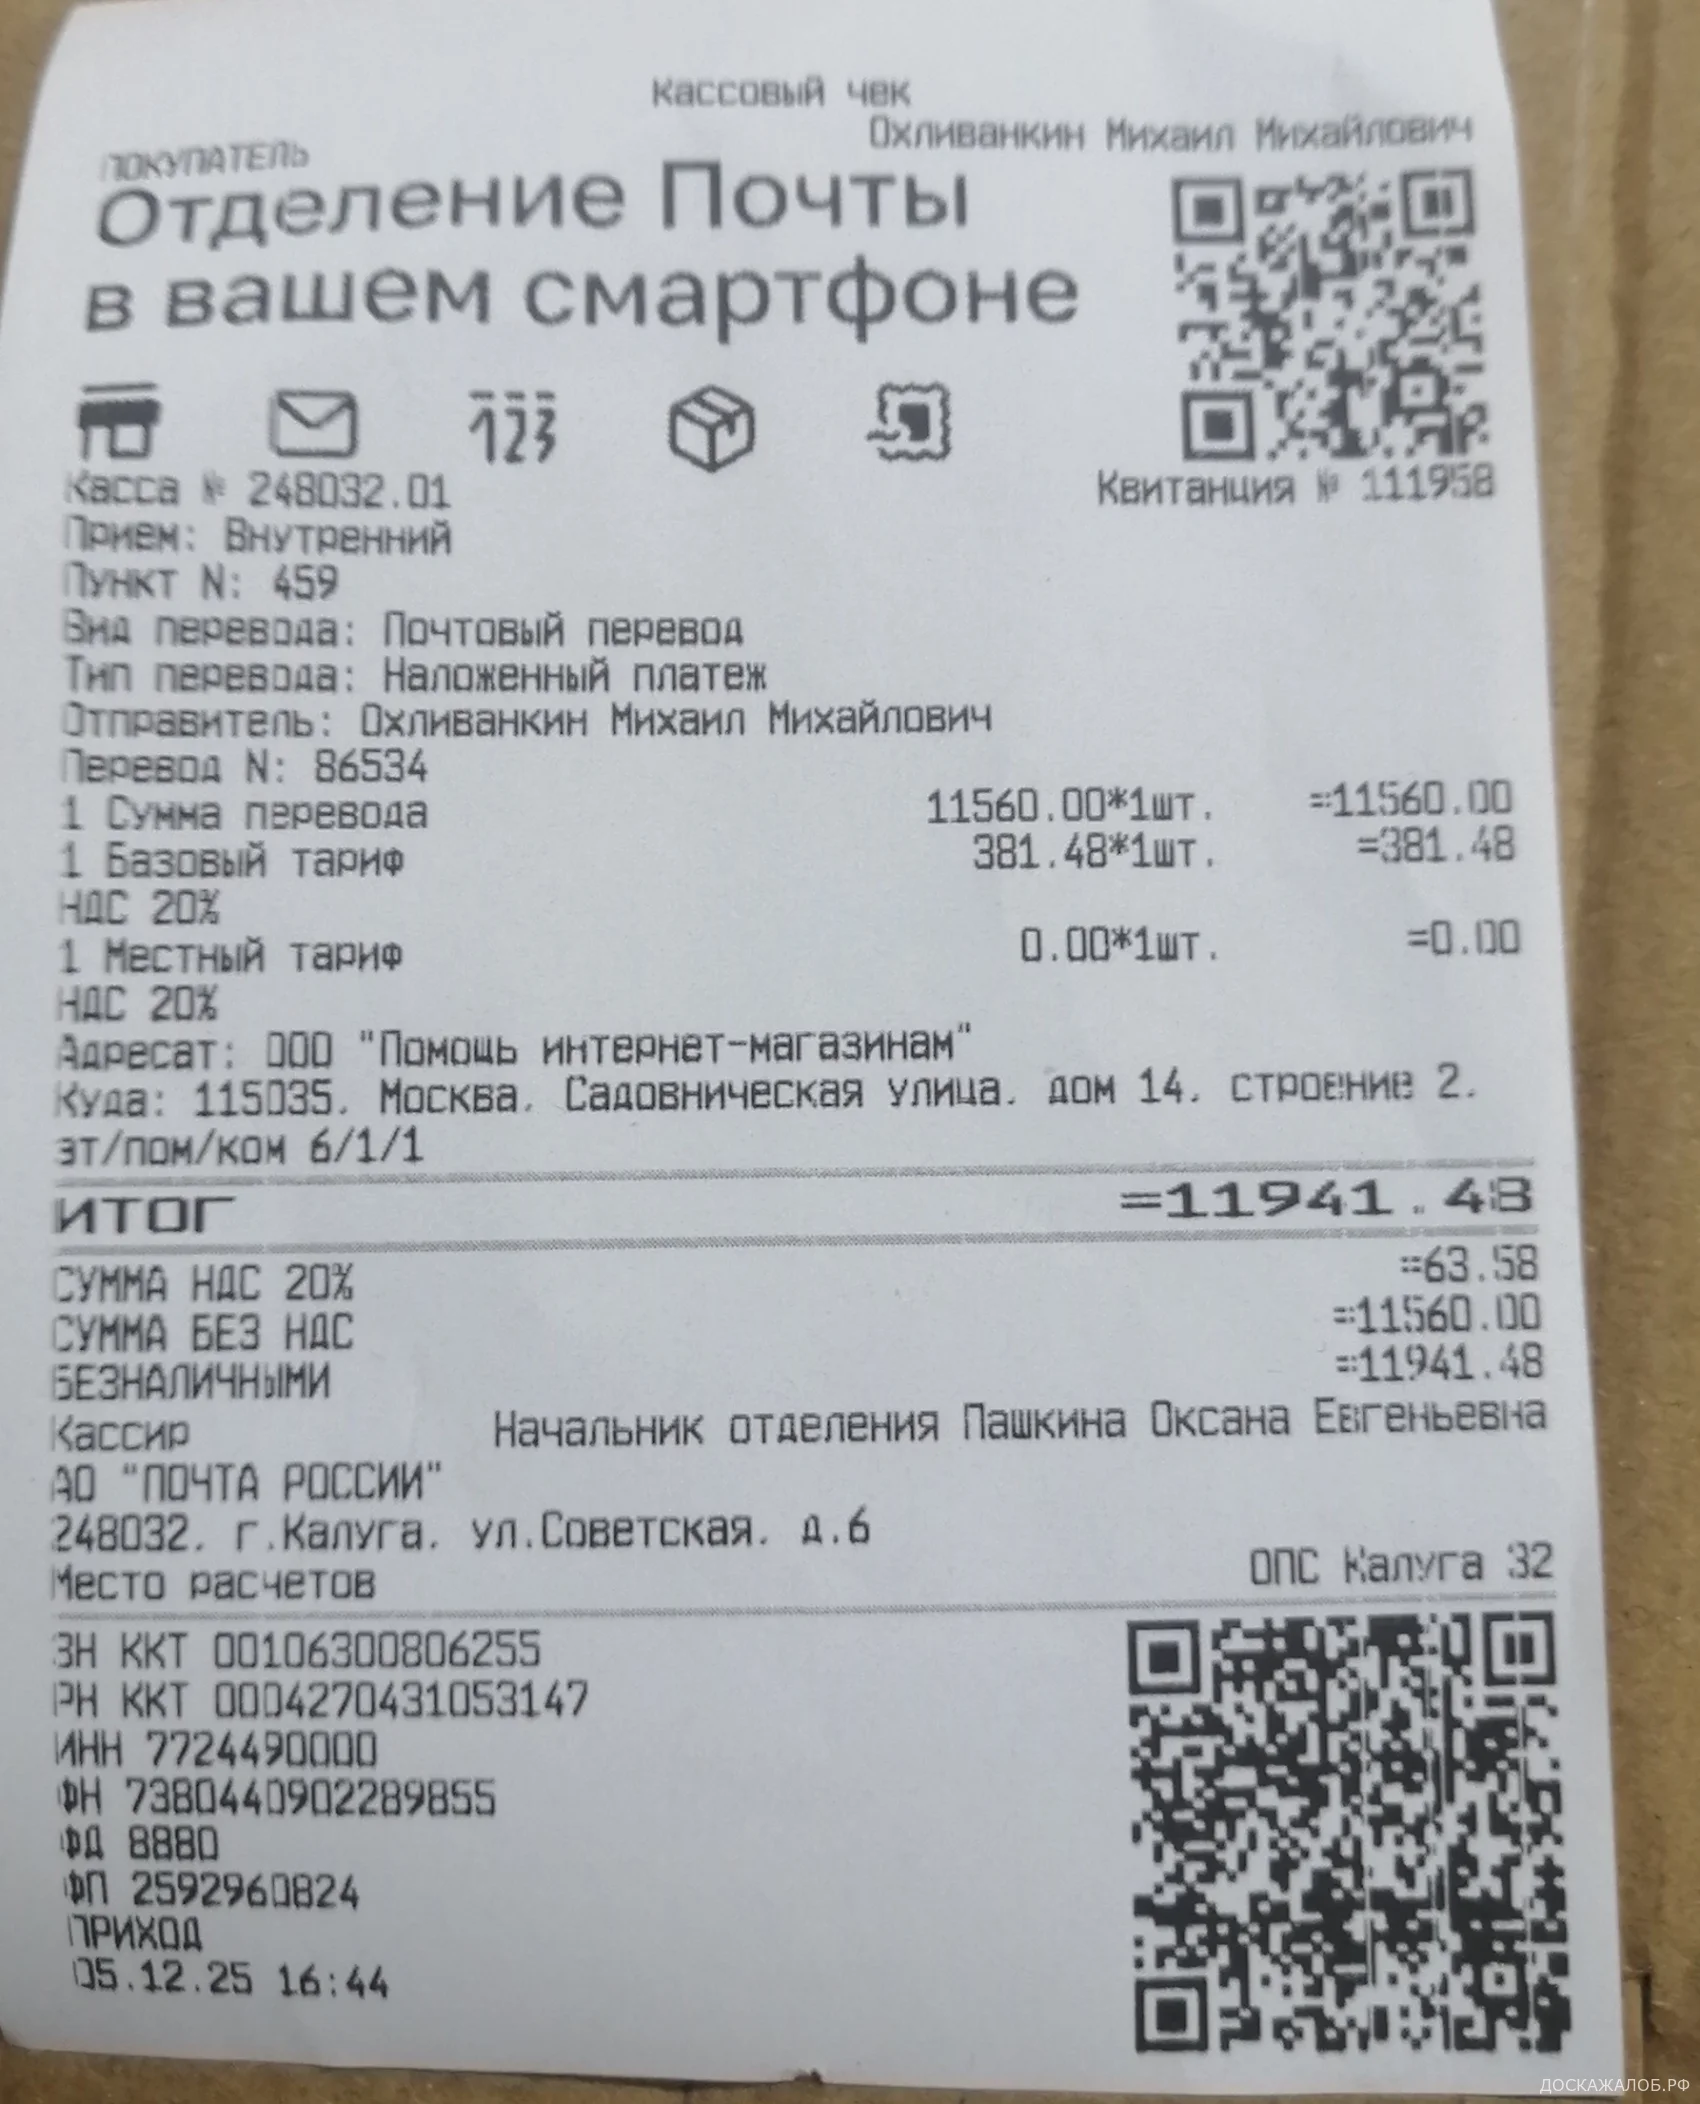 Кассовый чек
Охливанкин Михаил Михайлович
ПОКУПАТЕЛЬ
Отделение Почты
в вашем смартфоне
123
Касса № 248032.01 Квитанция № 111958
Прием: Внутренний
Пункт N: 459
Вид перевода: Почтовый перевод
Тип перевода: Наложенный платеж
Отправитель: Охливанкин Михаил Михайлович
Перевод N: 86534
1 Сумма перевода 11560.00*1шт. =11560.00
1 Базовый тариф 381.48*1шт. =381.48
НДС 20%
1 Местный тариф 0.00*1шт. =0.00
НДС 20%
Адресат: ООО "Помощь интернет-магазинам"
Куда: 115035, Москва, Садовническая улица, дом 14, строение 2,
эт/пом/ком 6/1/1
ИТОГ =11941.48
СУММА НДС 20% =63.58
СУММА БЕЗ НДС =11560.00
БЕЗНАЛИЧНЫМИ =11941.48
Кассир Начальник отделения Пашкина Оксана Евгеньевна
АО "ПОЧТА РОССИИ"
248032, г.Калуга, ул.Советская, д.6
Место расчетов ОПС Калуга 32
ЗН ККТ 00106300806255
РН ККТ 0004270431053147
ИНН 7724490000
ФН 7380440902289855
ФД 8880
ФП 2592960824
ПРИХОД
05.12.25 16:44
ДОСКАЖАЛОБ.РФ